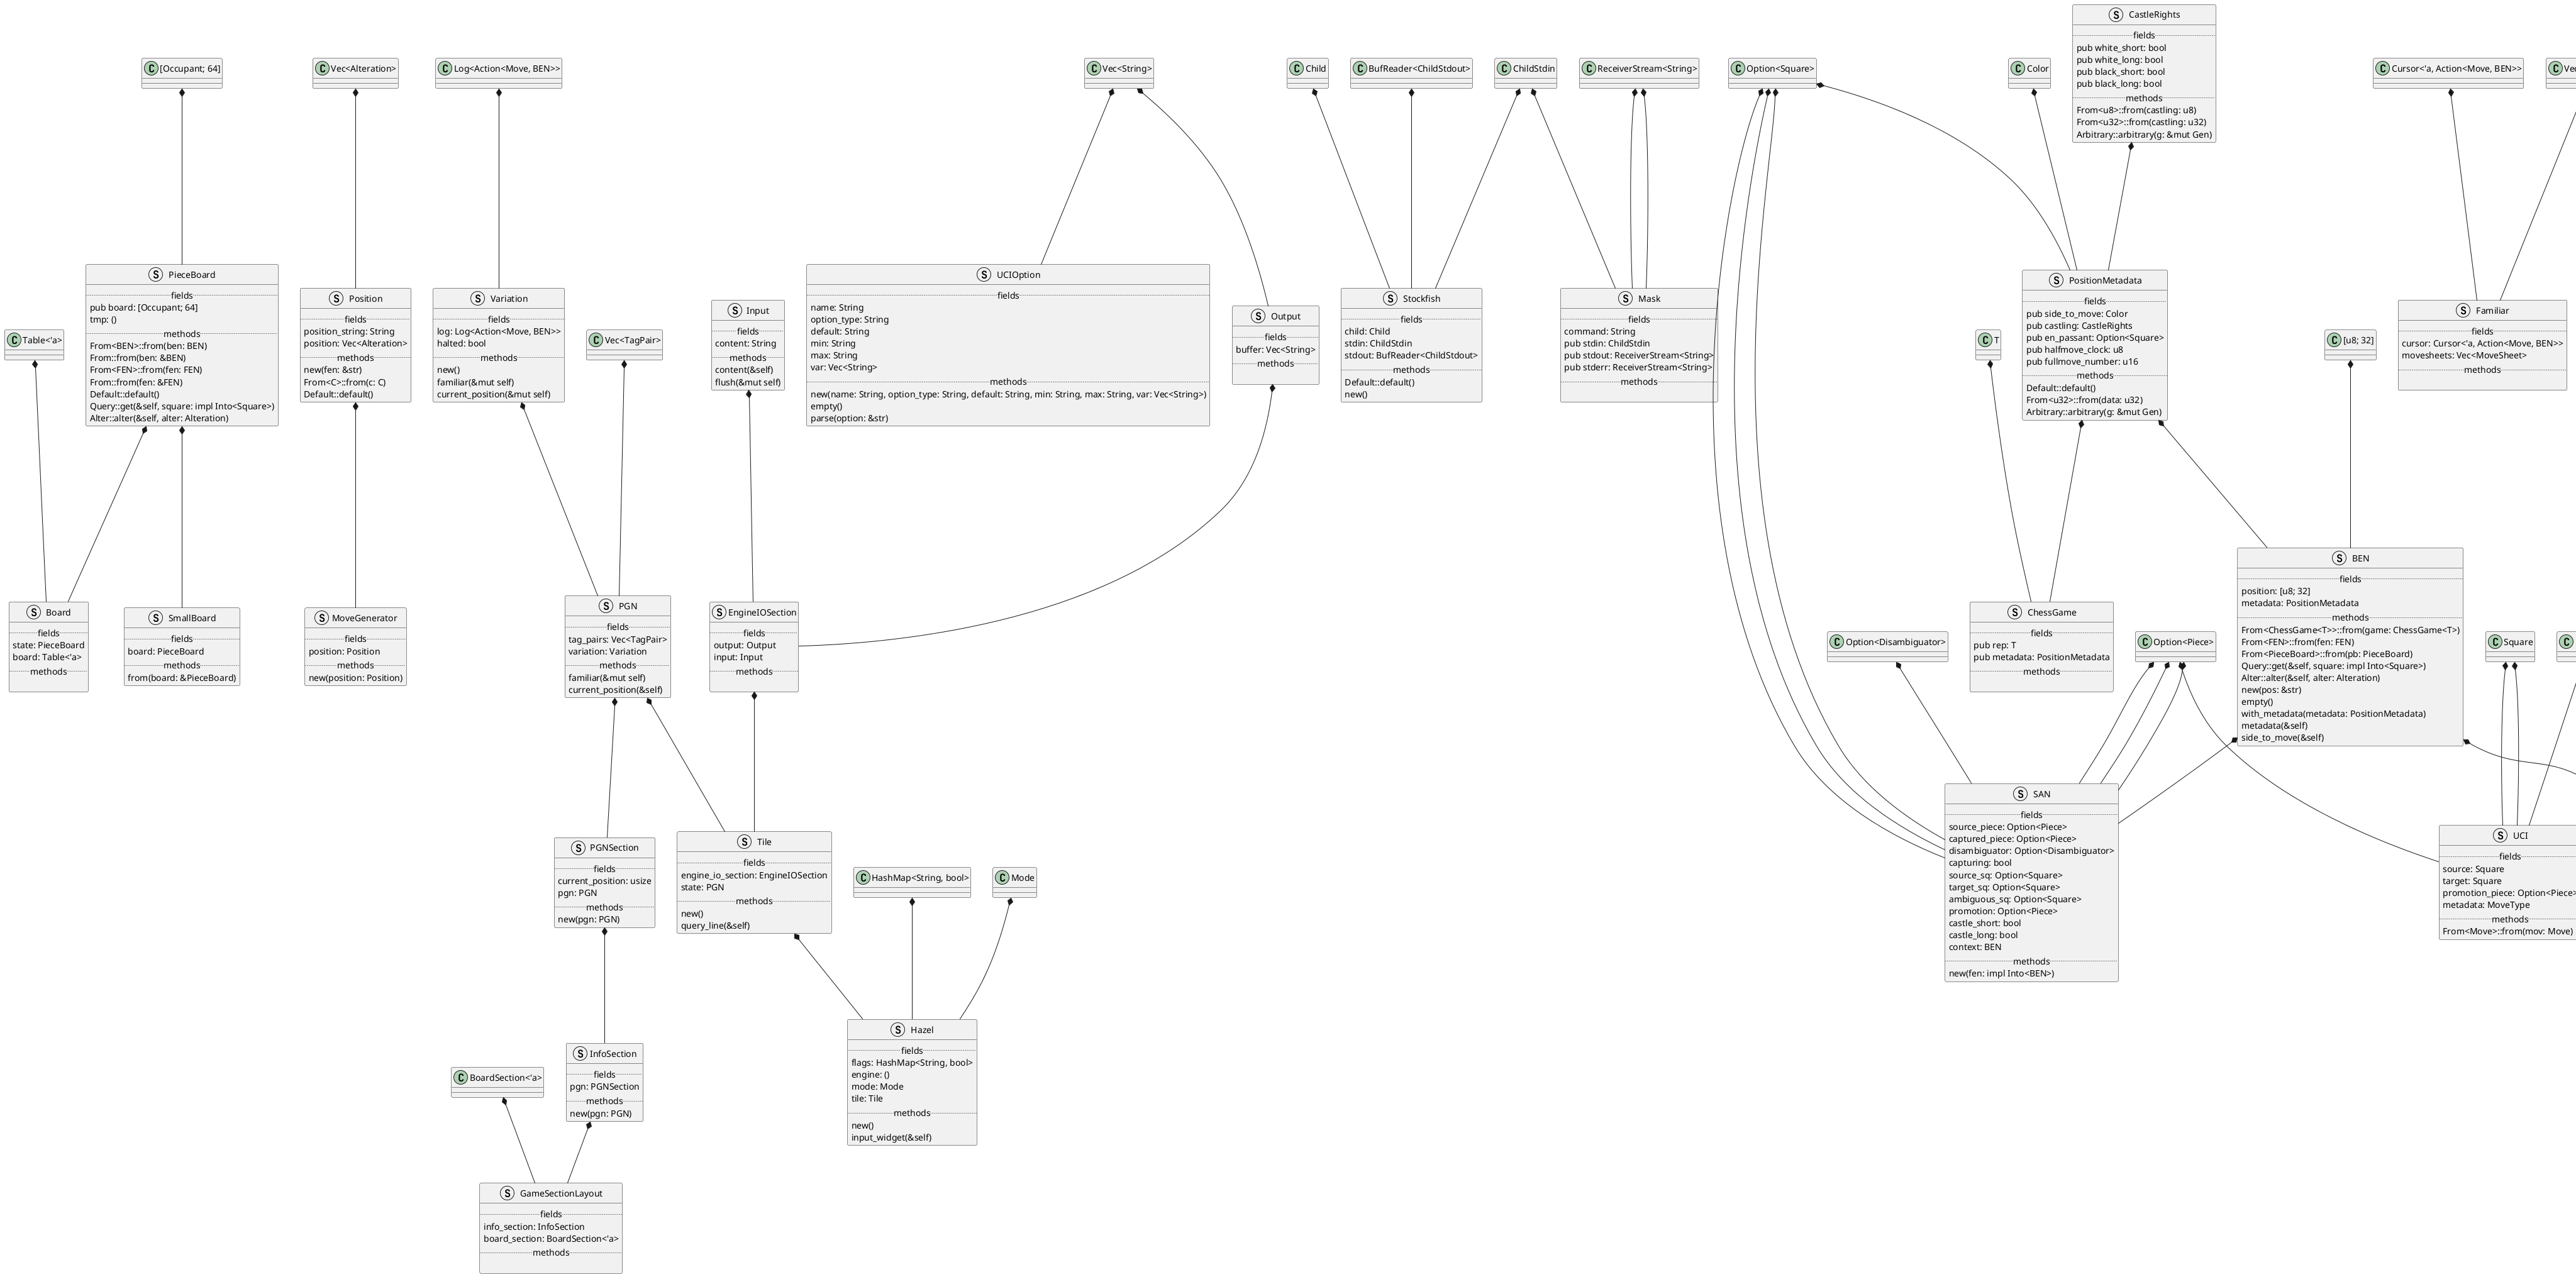 S CastleRights
fields
pub white_short: bool
pub white_long: bool
pub black_short: bool
pub black_long: bool
methods
From<u8>::from(castling: u8)
From<u32>::from(castling: u32)
Arbitrary::arbitrary(g: &mut Gen)
C [Occupant; 64]
C Vec<Alteration>
C Log<Action<Move, BEN>>
C Vec<String>
C Child
C BufReader<ChildStdout>
C ChildStdin
C ReceiverStream<String>
C Option<Square>
C Color
C Cursor<'a, Action<Move, BEN>>
C Vec
S PieceBoard
fields
pub board: [Occupant; 64]
tmp: ()
methods
From<BEN>::from(ben: BEN)
From::from(ben: &BEN)
From<FEN>::from(fen: FEN)
From::from(fen: &FEN)
Default::default()
Query::get(&self, square: impl Into<Square>)
Alter::alter(&self, alter: Alteration)
S Position
fields
position_string: String
position: Vec<Alteration>
methods
new(fen: &str)
From<C>::from(c: C)
Default::default()
S Variation
fields
log: Log<Action<Move, BEN>>
halted: bool
methods
new()
familiar(&mut self)
current_position(&mut self)
S Input
fields
content: String
methods
content(&self)
flush(&mut self)
S UCIOption
fields
name: String
option_type: String
default: String
min: String
max: String
var: Vec<String>
methods
new(name: String, option_type: String, default: String, min: String, max: String, var: Vec<String>)
empty()
parse(option: &str)
S Output
fields
buffer: Vec<String>
methods
S Stockfish
fields
child: Child
stdin: ChildStdin
stdout: BufReader<ChildStdout>
methods
Default::default()
new()
S Mask
fields
command: String
pub stdin: ChildStdin
pub stdout: ReceiverStream<String>
pub stderr: ReceiverStream<String>
methods
S PositionMetadata
fields
pub side_to_move: Color
pub castling: CastleRights
pub en_passant: Option<Square>
pub halfmove_clock: u8
pub fullmove_number: u16
methods
Default::default()
From<u32>::from(data: u32)
Arbitrary::arbitrary(g: &mut Gen)
S Familiar
fields
cursor: Cursor<'a, Action<Move, BEN>>
movesheets: Vec<MoveSheet>
methods
C Table<'a>
C Vec<TagPair>
C T
C [u8; 32]
S Board
fields
state: PieceBoard
board: Table<'a>
methods
S SmallBoard
fields
board: PieceBoard
methods
from(board: &PieceBoard)
S MoveGenerator
fields
position: Position
methods
new(position: Position)
S PGN
fields
tag_pairs: Vec<TagPair>
variation: Variation
methods
familiar(&mut self)
current_position(&self)
S EngineIOSection
fields
output: Output
input: Input
methods
C Option<Disambiguator>
S ChessGame
fields
pub rep: T
pub metadata: PositionMetadata
methods
C Option<Piece>
S BEN
fields
position: [u8; 32]
metadata: PositionMetadata
methods
From<ChessGame<T>>::from(game: ChessGame<T>)
From<FEN>::from(fen: FEN)
From<PieceBoard>::from(pb: PieceBoard)
Query::get(&self, square: impl Into<Square>)
Alter::alter(&self, alter: Alteration)
new(pos: &str)
empty()
with_metadata(metadata: PositionMetadata)
metadata(&self)
side_to_move(&self)
C Square
C
S PGNSection
fields
current_position: usize
pgn: PGN
methods
new(pgn: PGN)
S Tile
fields
engine_io_section: EngineIOSection
state: PGN
methods
new()
query_line(&self)
C HashMap<String, bool>
C Mode
S SAN
fields
source_piece: Option<Piece>
captured_piece: Option<Piece>
disambiguator: Option<Disambiguator>
capturing: bool
source_sq: Option<Square>
target_sq: Option<Square>
ambiguous_sq: Option<Square>
promotion: Option<Piece>
castle_short: bool
castle_long: bool
context: BEN
methods
new(fen: impl Into<BEN>)
S UCI
fields
source: Square
target: Square
promotion_piece: Option<Piece>
metadata: MoveType
methods
From<Move>::from(mov: Move)
C BoardSection<'a>
S InfoSection
fields
pgn: PGNSection
methods
new(pgn: PGN)
S Hazel
fields
flags: HashMap<String, bool>
engine: ()
mode: Mode
tile: Tile
methods
new()
input_widget(&self)
S GameSectionLayout
fields
info_section: InfoSection
board_section: BoardSection<'a>
methods